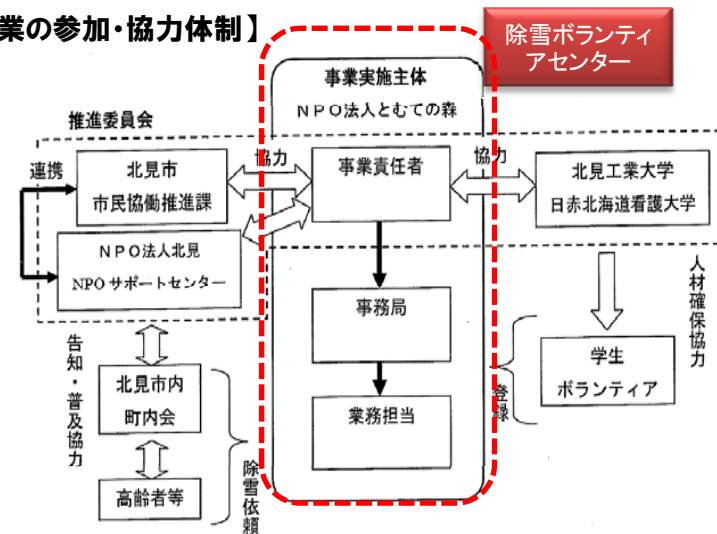 業の参加・協力体制】
除雪ボランティ
アセンター
事業実施主体
NPO法人とむての森
推進委員会
連携
北見市
市民協働推進課
協力
事業責任者
協力
北見工業大学
日赤北海道看護大学
NPO法人北見
NPOサポートセンター
人材確保協力
事務局
告知・普及協力
北見市内
町内会
学生
ボランティア
登録
業務担当
高齢者等
除雪依頼